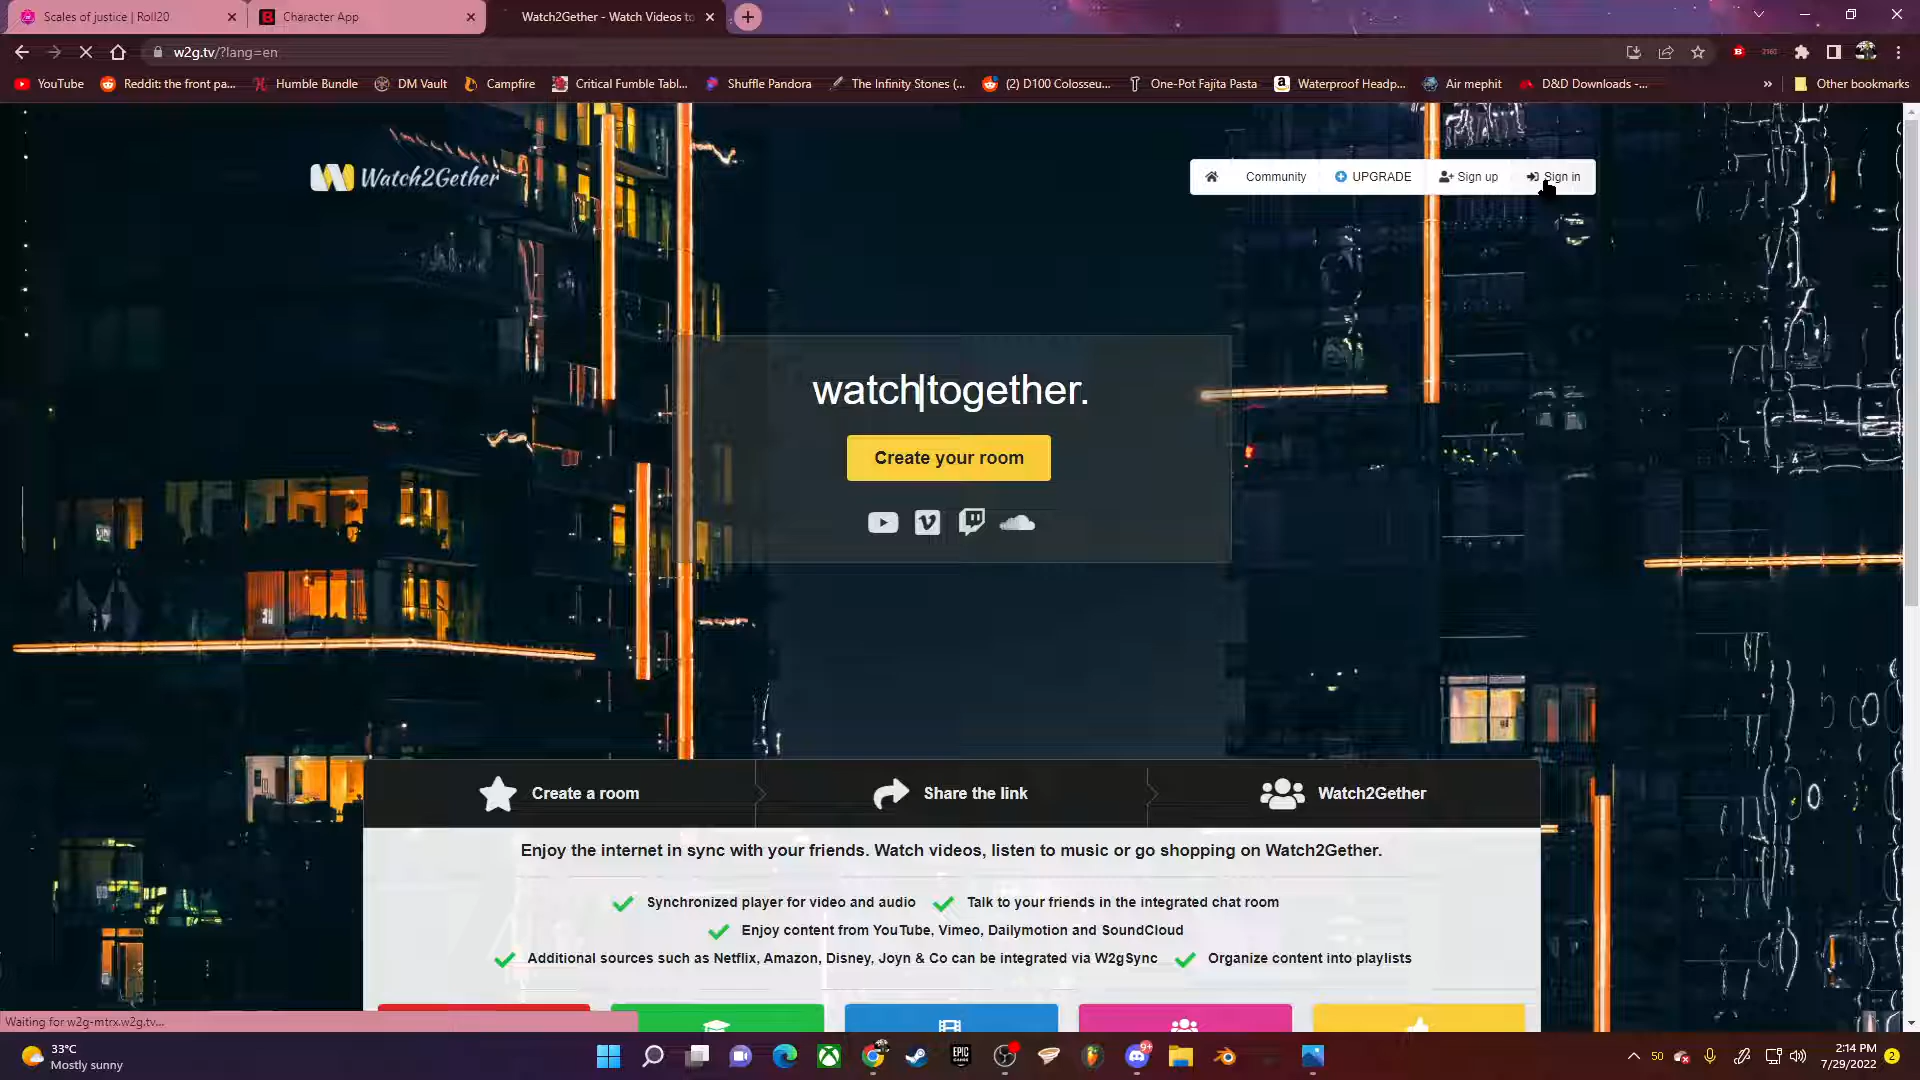 Scales of justice | Roll20
Character App
Watch2Gether - Watch Videos to
w2g.tv/?lang=en
YouTube
Reddit: the front pa...
Humble Bundle
DM Vault
Campfire
Critical Fumble Tabl...
Shuffle Pandora
The Infinity Stones (...
(2) D100 Colosseu...
One-Pot Fajita Pasta
Waterproof Headp...
Air mephit
D&D Downloads -...
»
Other bookmarks
Watch2Gether
Community
UPGRADE
Sign up
Sign in
watch|together.
Create your room
Create a room
Share the link
Watch2Gether
Enjoy the internet in sync with your friends. Watch videos, listen to music or go shopping on Watch2Gether.
Synchronized player for video and audio
Talk to your friends in the integrated chat room
Enjoy content from YouTube, Vimeo, Dailymotion and SoundCloud
Additional sources such as Netflix, Amazon, Disney, Joyn & Co can be integrated via W2gSync
Organize content into playlists
Waiting for w2g-mtrx.w2g.tv...
33°C
Mostly sunny
EPIC
GAMES
9+
50
2:14 PM
7/29/2022
2